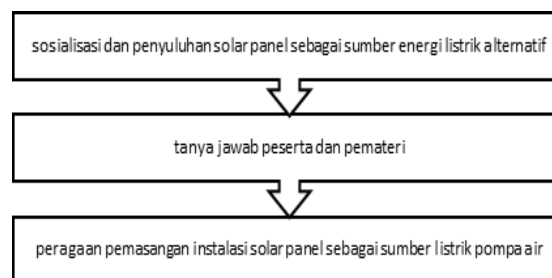 sosialisasi dan penyuluhan solar panel sebagai sumber energi listrik alternatif
tanya jawab peserta dan pemateri
peragaan pemasangan instalasi solar panel sebagai sumber listrik pompa air